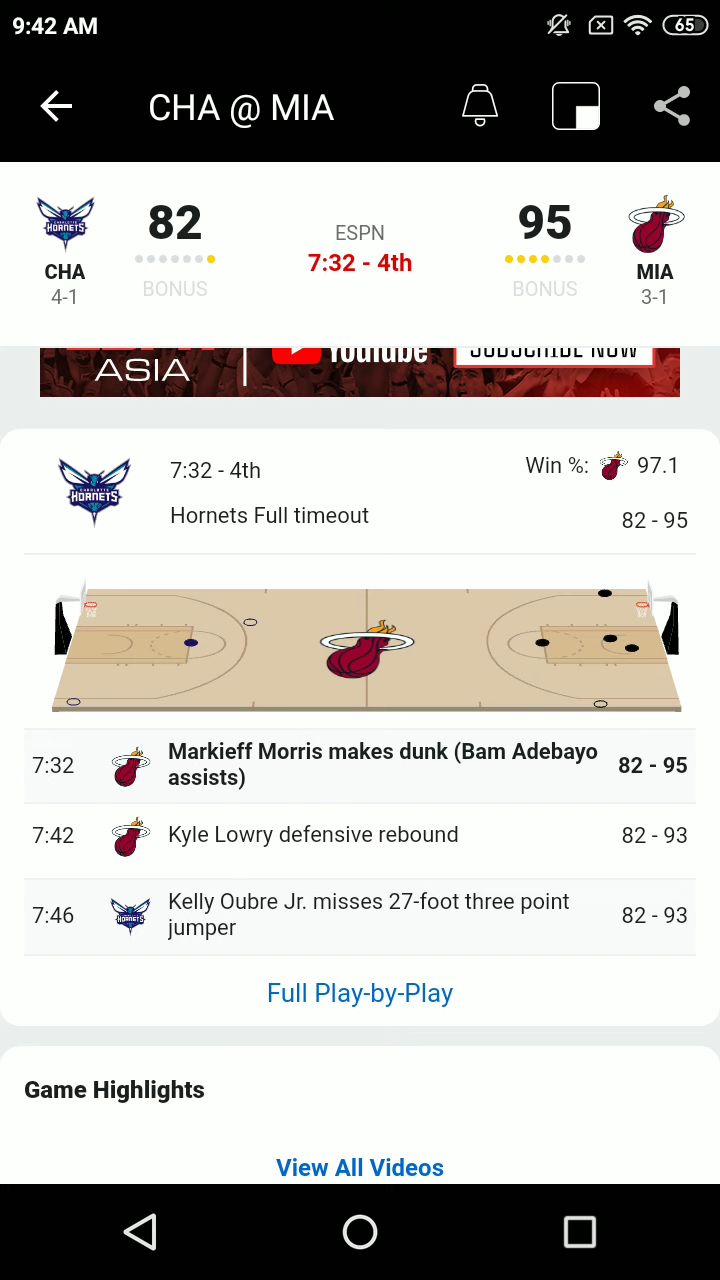 9:42 AM
65
CHA @ MIA
82
ESPN
95
7:32 - 4th
CHA
4-1
BONUS
BONUS
MIA
3-1
ASIA
YouTube
SUBSCRIBE NOW
7:32 - 4th
Win %:
97.1
Hornets Full timeout
82 - 95
7:32
Markieff Morris makes dunk (Bam Adebayo
assists)
82 - 95
7:42
Kyle Lowry defensive rebound
82 - 93
7:46
Kelly Oubre Jr. misses 27-foot three point
jumper
82 - 93
Full Play-by-Play
Game Highlights
View All Videos